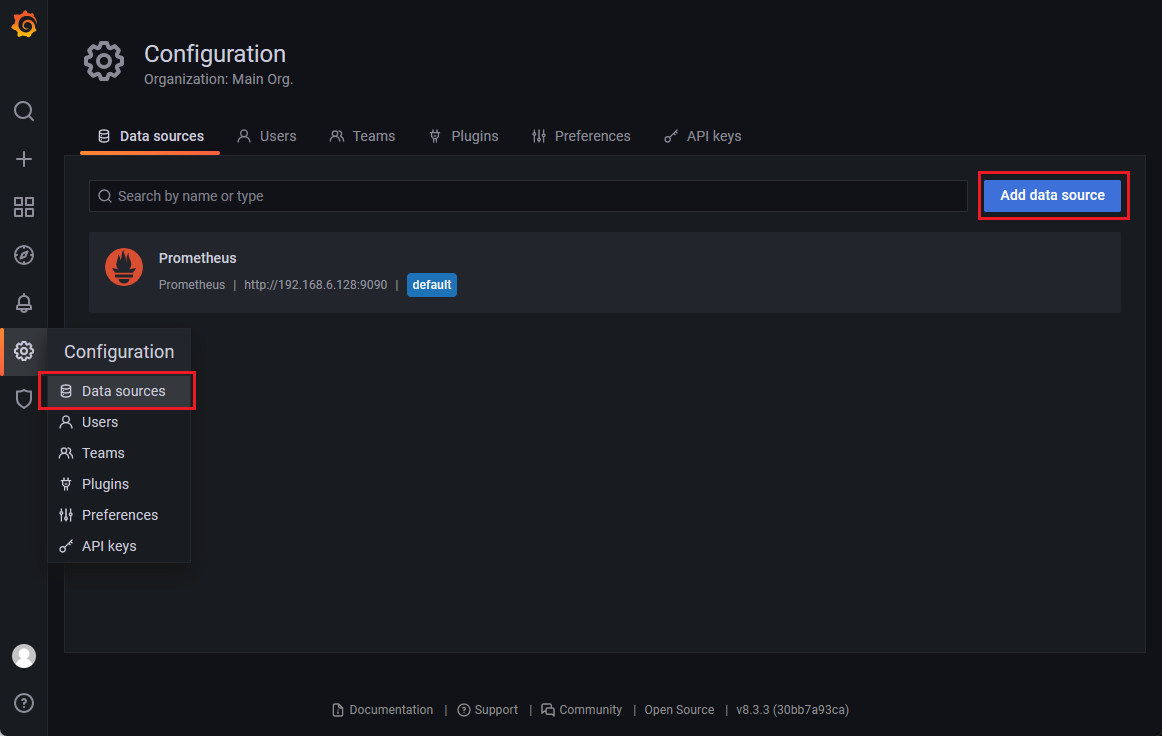 Configuration
Organization: Main Org.
Data sources Users Teams Plugins Preferences API keys
Search by name or type Add data source
Prometheus
Prometheus | http://192.168.6.128:9090 | default
Configuration
Data sources
Users
Teams
Plugins
Preferences
API keys
Documentation | Support | Community | Open Source | v8.3.3 (30bb7a93ca)